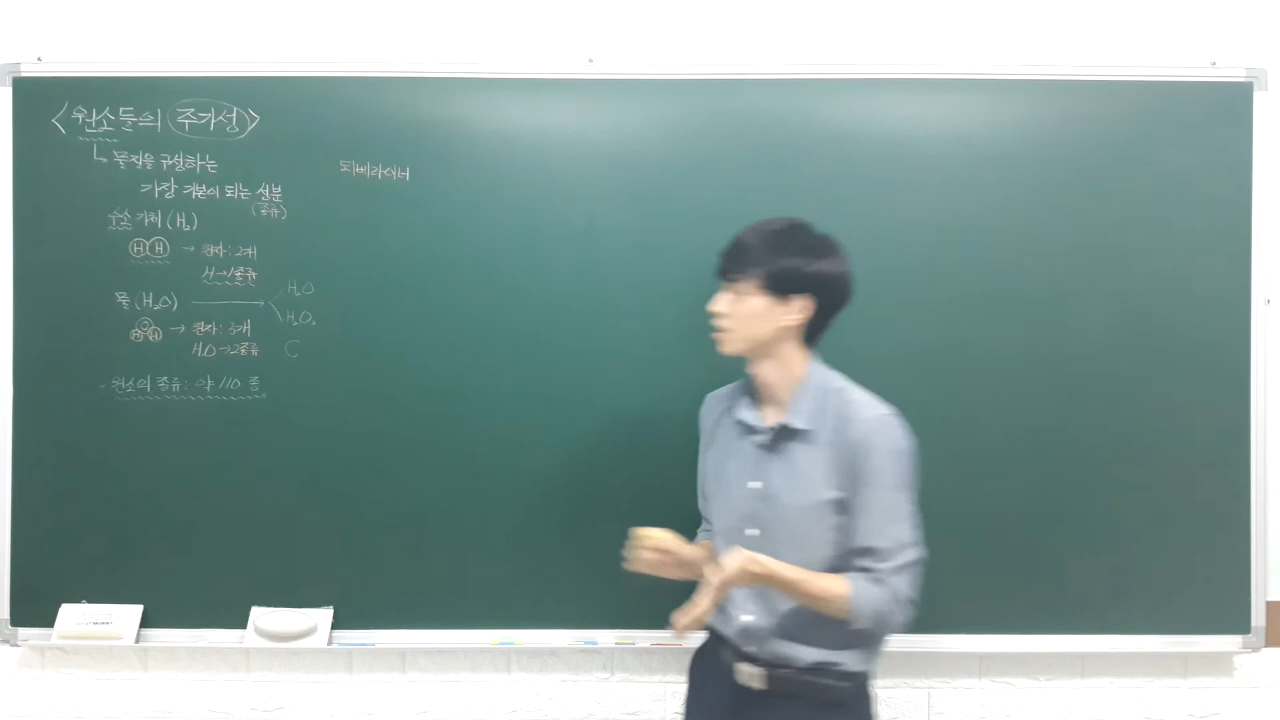 <원소들의 주기성>
↳ 물질을 구성하는
가장 기본이 되는 성분
(종류)
수소 기체 (H₂)
H H → 원자: 2개
H → 1종류
물 (H₂O) → H₂O
H₂O₂
H O H → 원자: 3개
H, O → 2종류 C
원소의 종류: 약 110 종
되베라이너